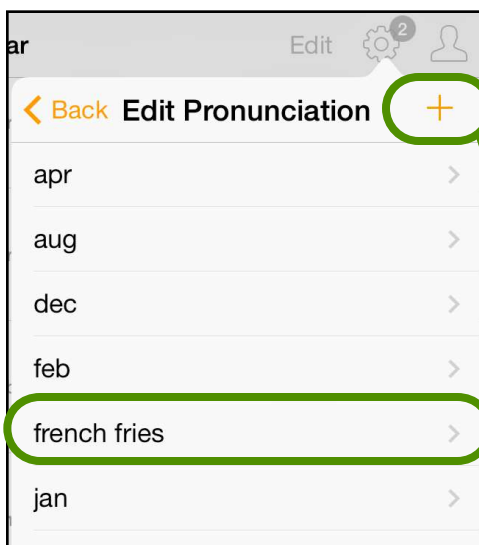 ar Edit 2
Back Edit Pronunciation +
apr
aug
dec
feb
french fries
jan